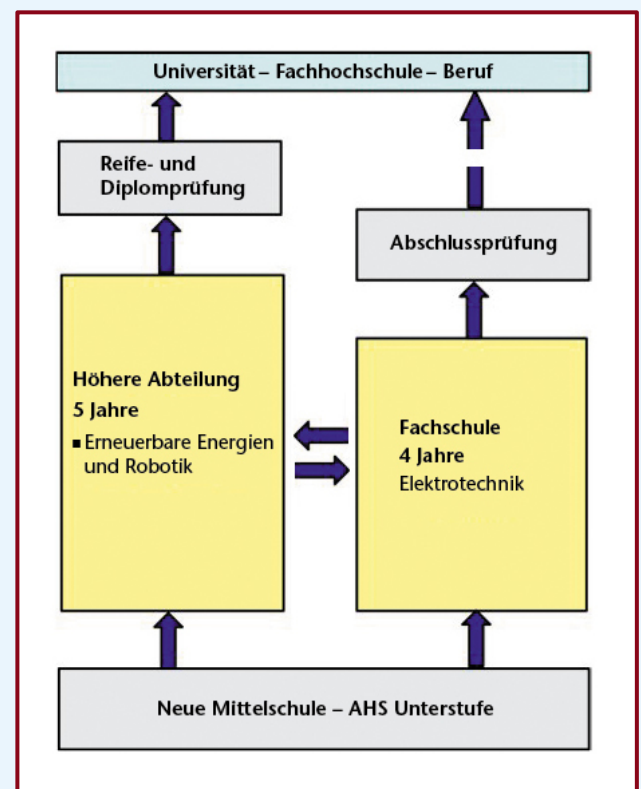 Universität – Fachhochschule – Beruf
Reife- und
Diplomprüfung
Abschlussprüfung
Höhere Abteilung
5 Jahre
▪ Erneuerbare Energien
und Robotik
Fachschule
4 Jahre
Elektrotechnik
Neue Mittelschule – AHS Unterstufe